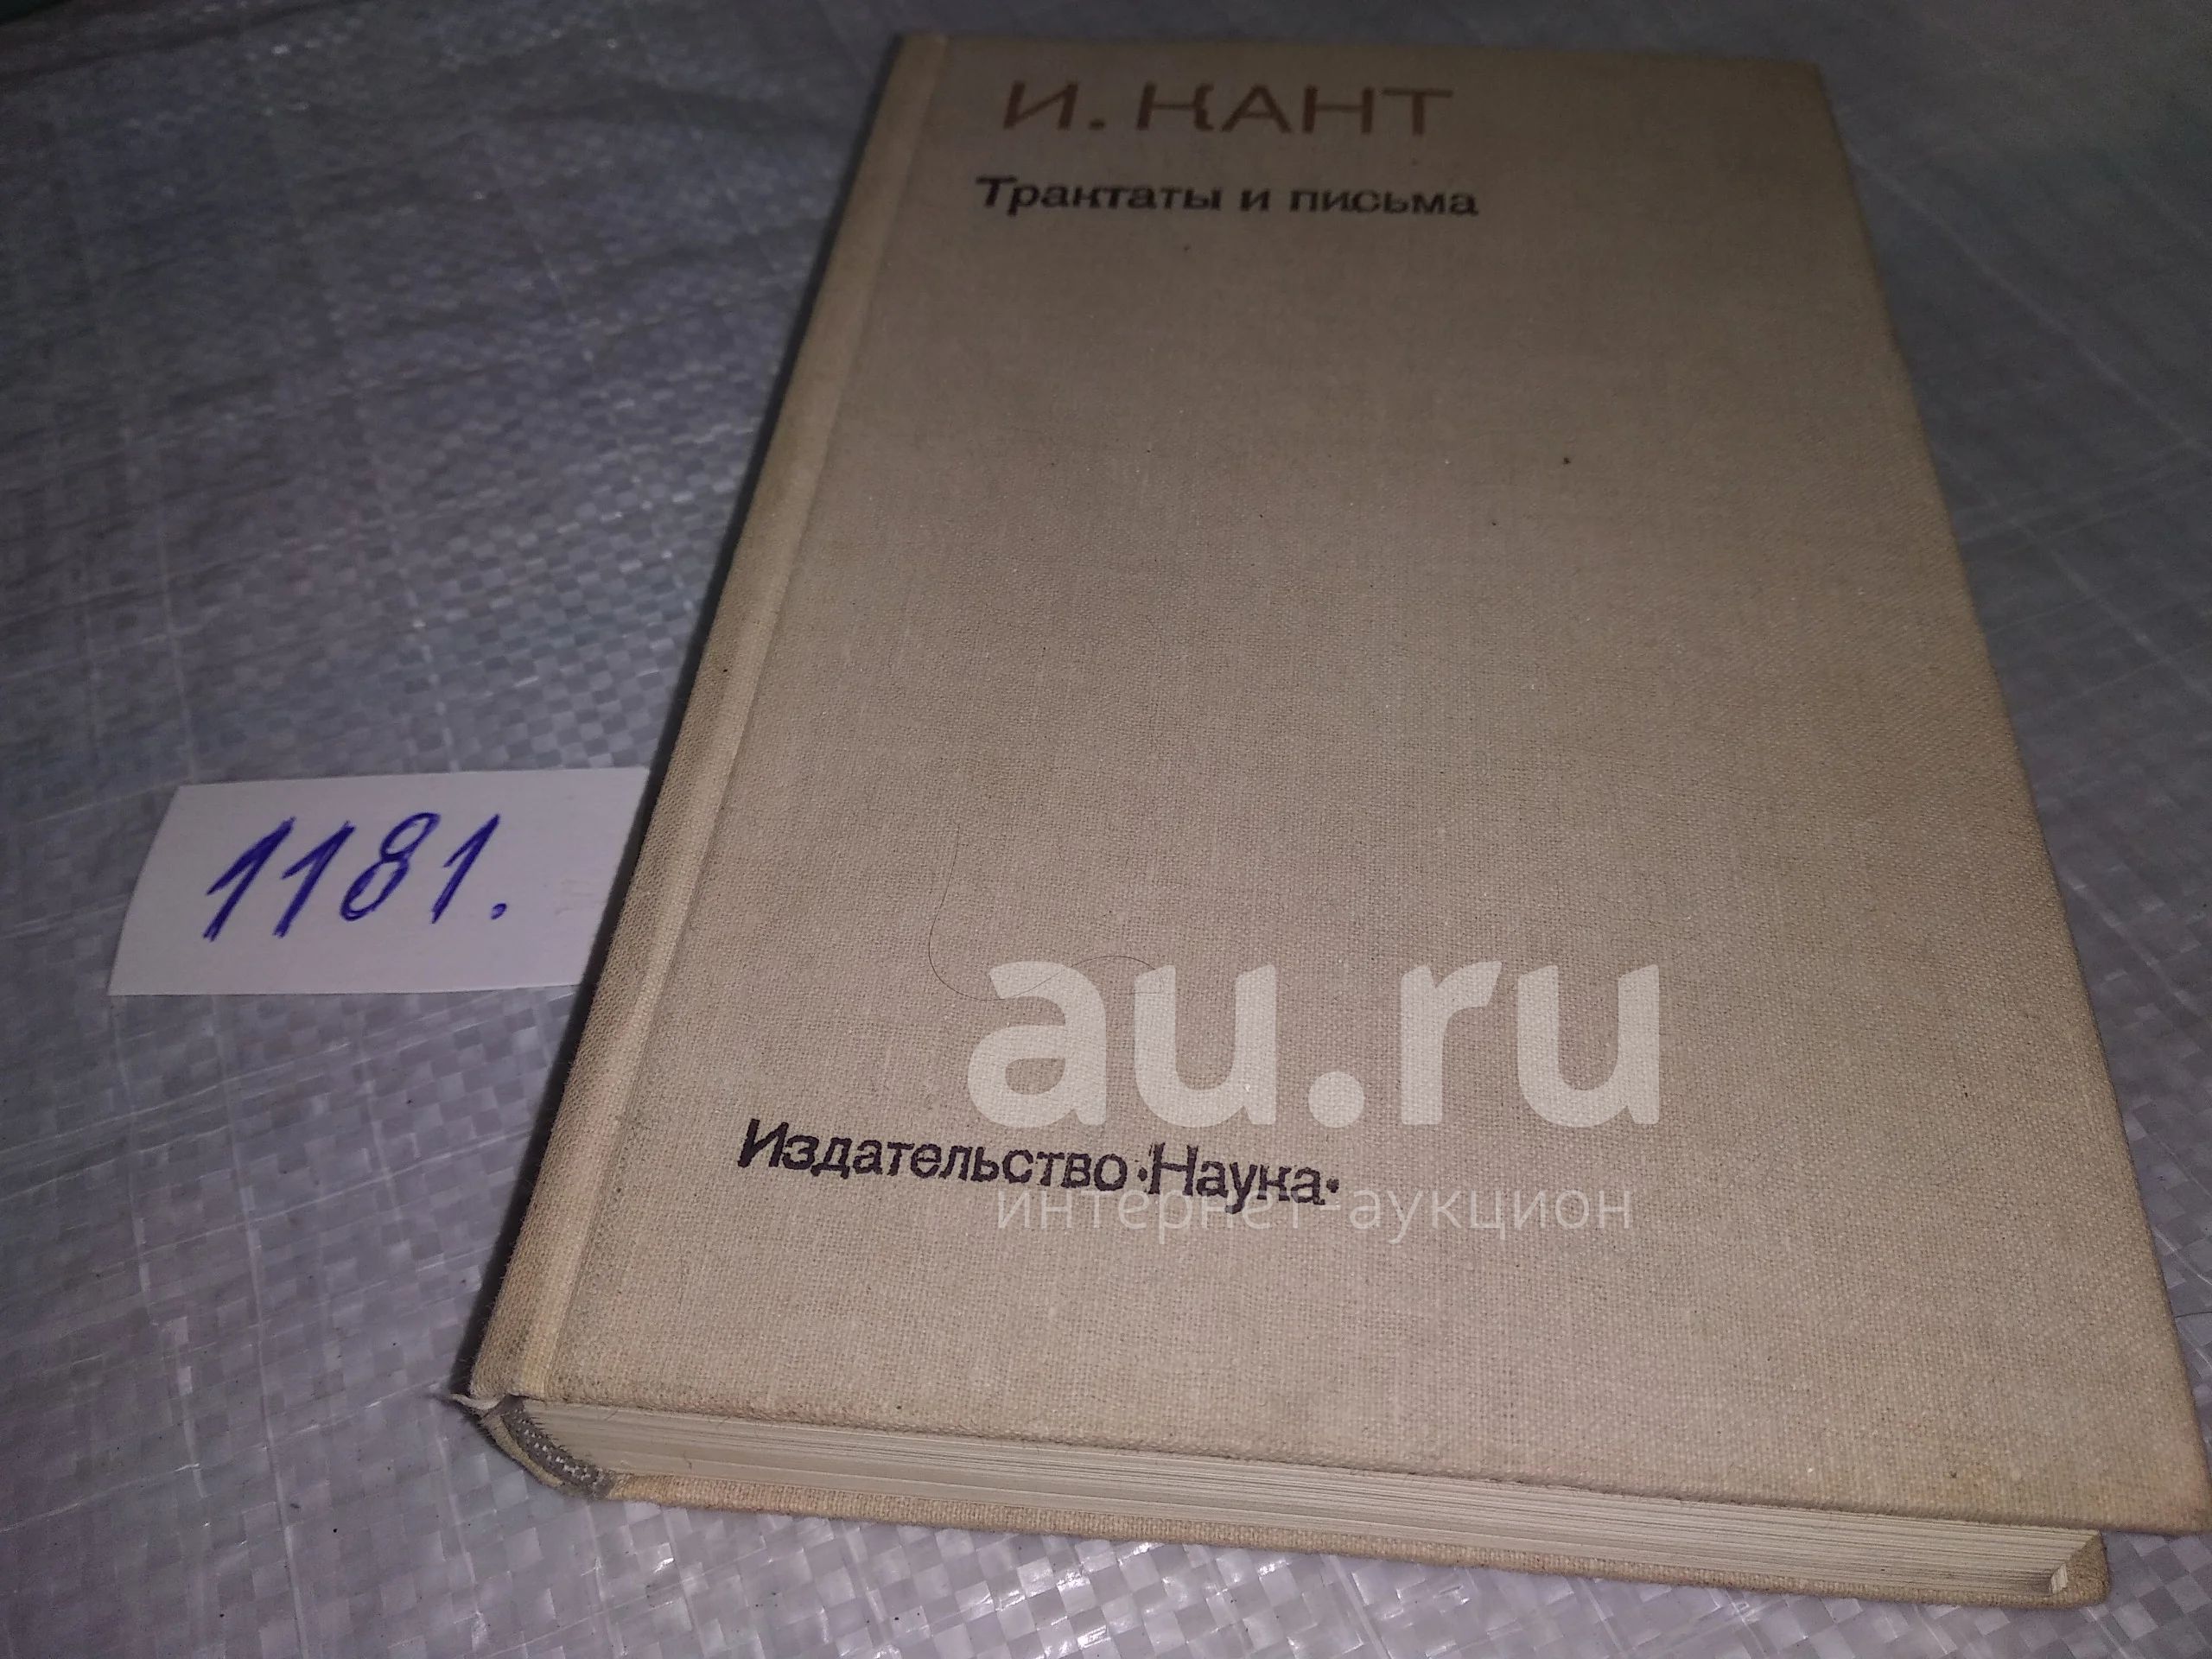 И. КАНТ
Трактаты и письма
1181.
au.ru
Издательство •Наука•
интернет-аукцион